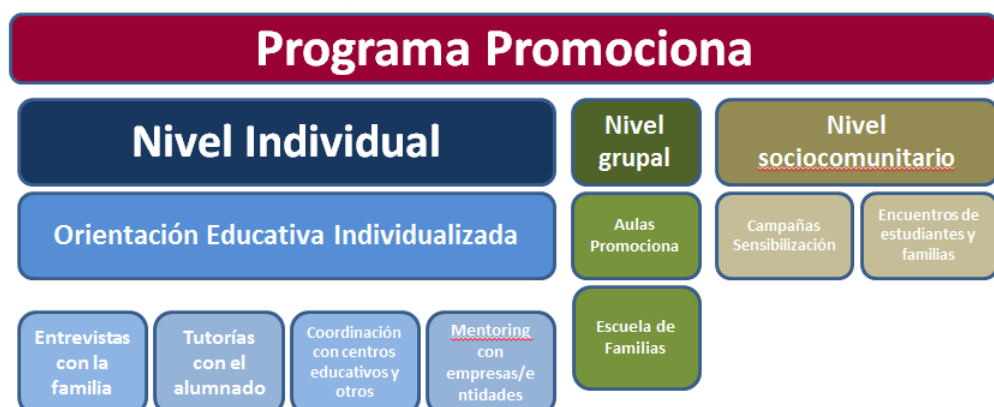 Programa Promociona
Nivel Individual
Nivel
grupal
Nivel
sociocomunitario
Orientación Educativa Individualizada
Aulas
Promociona
Campañas
Sensibilización
Encuentros de
estudiantes y
familias
Entrevistas
con la
familia
Tutorías
con el
alumnado
Coordinación
con centros
educativos y
otros
Mentoring
con
empresas/e
ntidades
Escuela de
Familias